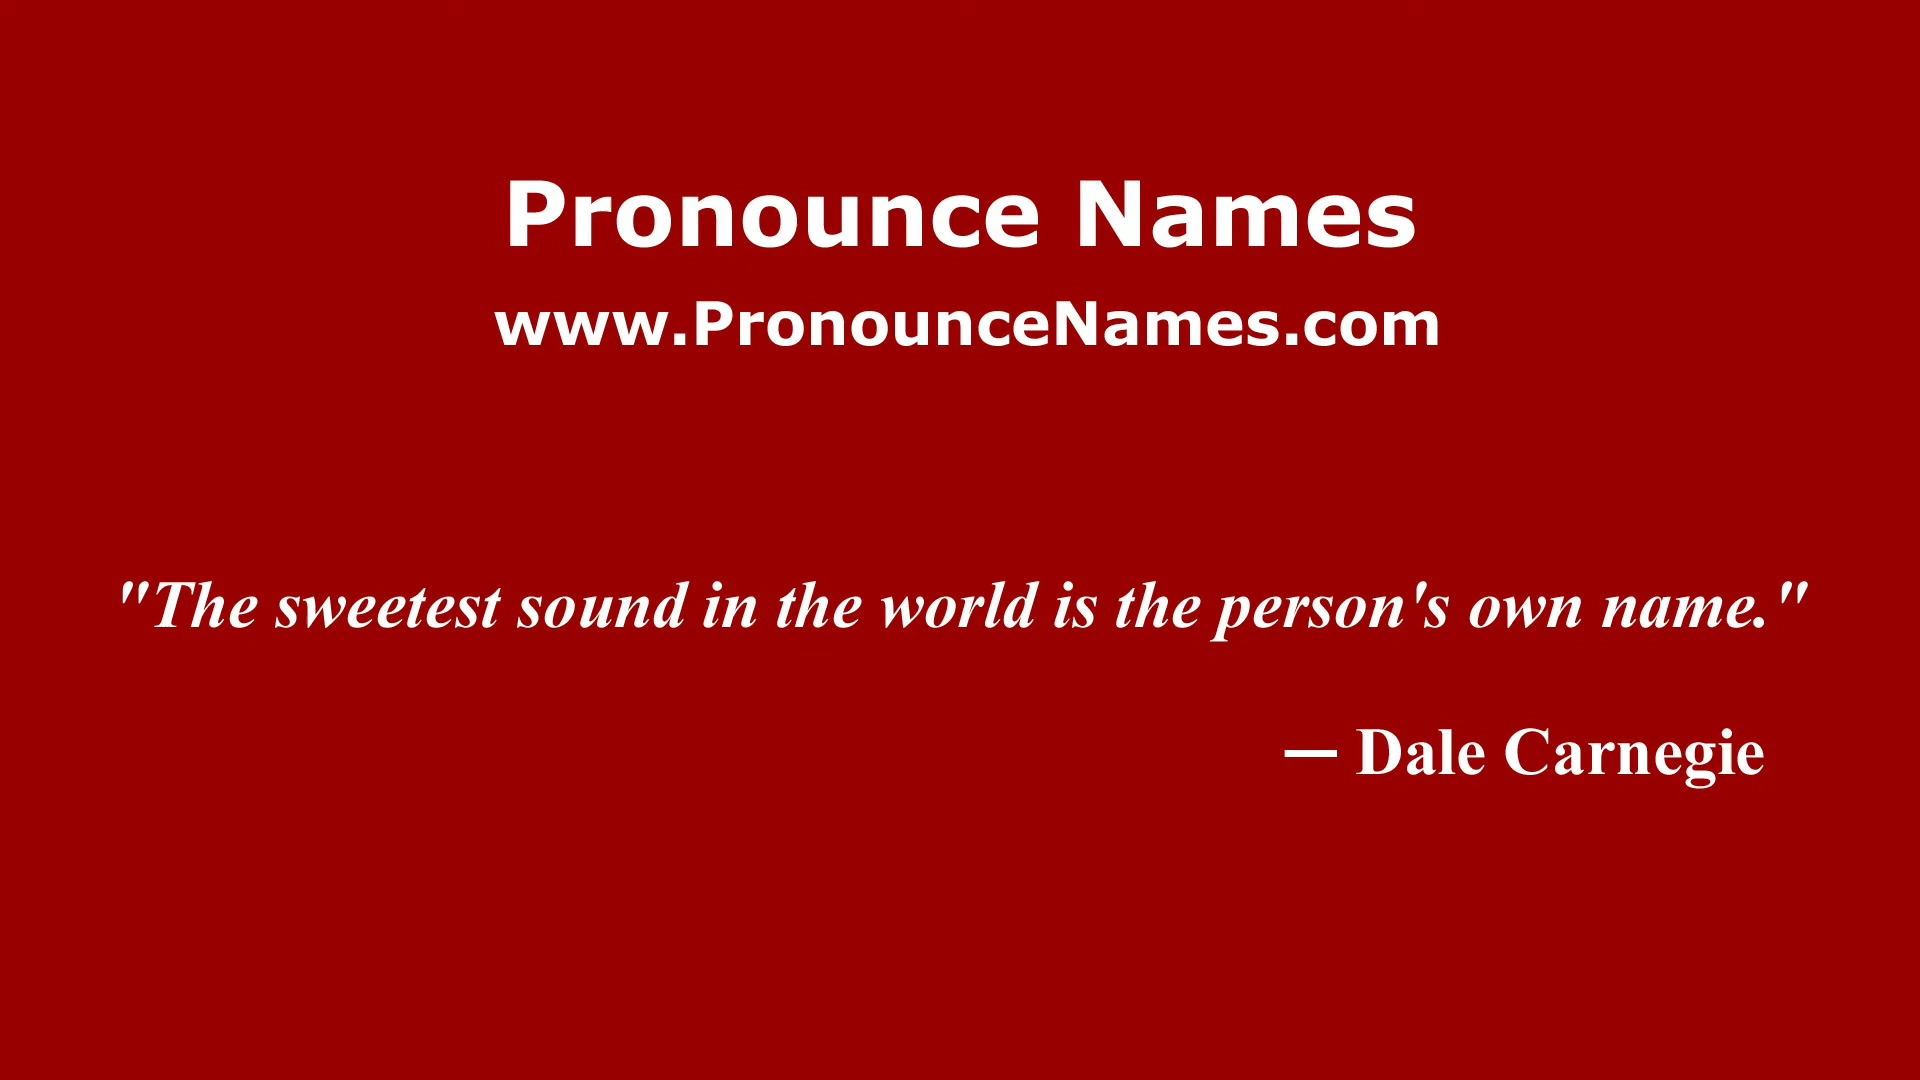 Pronounce Names
www.PronounceNames.com
"The sweetest sound in the world is the person's own name."
— Dale Carnegie